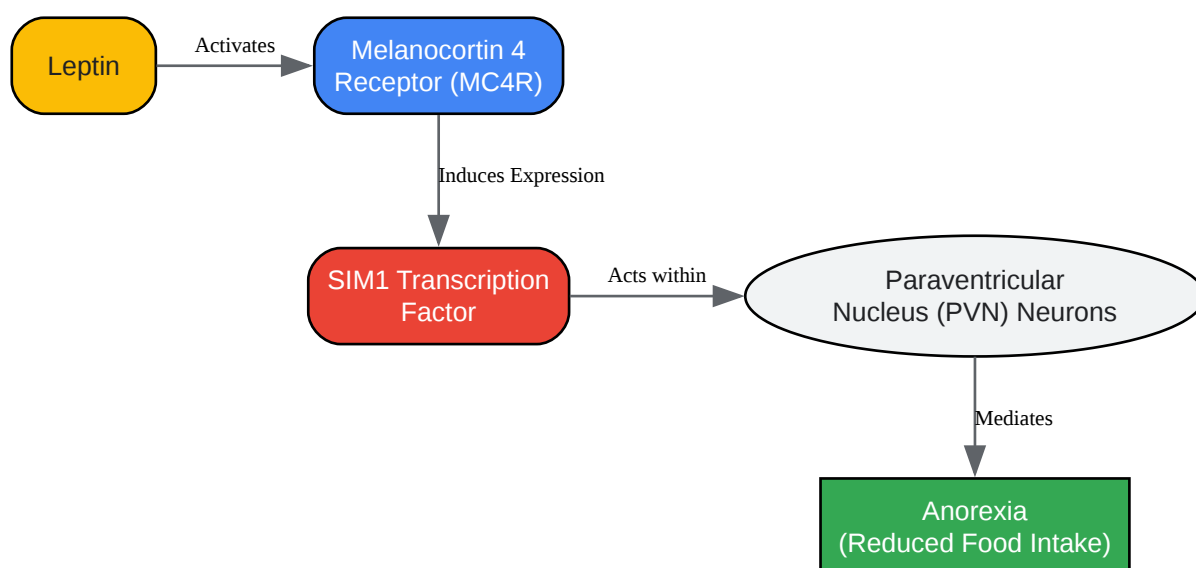 Leptin
Activates
Melanocortin 4
Receptor (MC4R)
Induces Expression
SIM1 Transcription
Factor
Acts within
Paraventricular
Nucleus (PVN) Neurons
Mediates
Anorexia
(Reduced Food Intake)